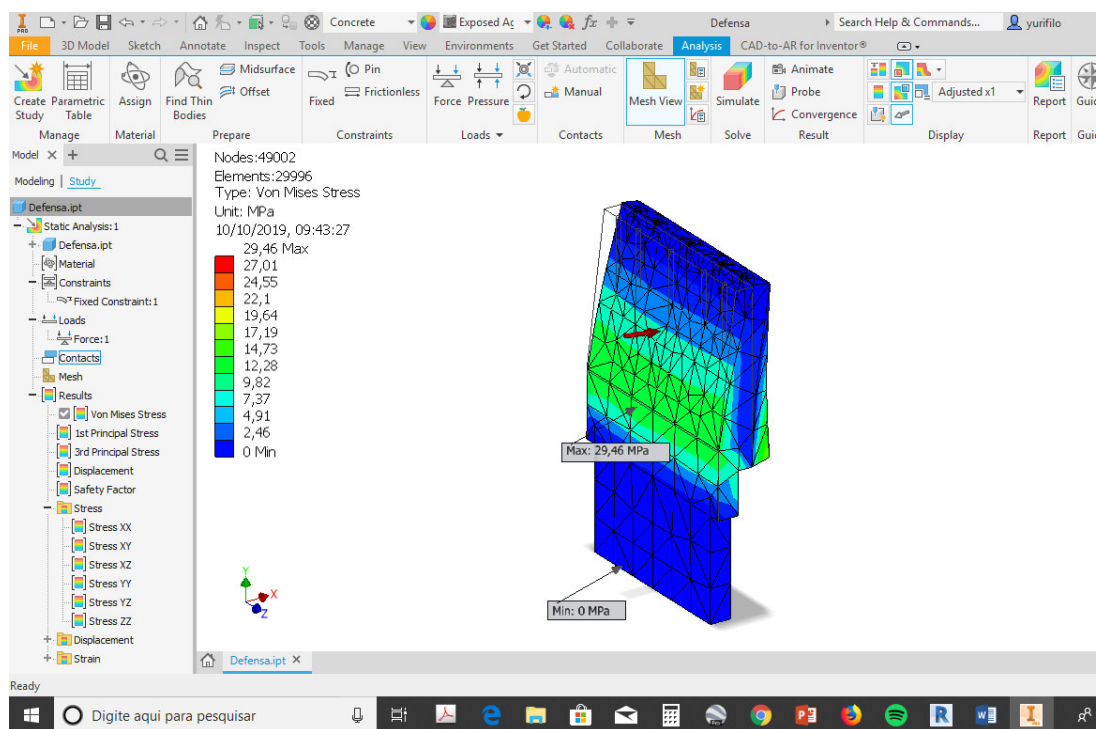 I PRO
Concrete
Exposed Aç
fx
Defensa
Search Help & Commands...
yurifilo
File 3D Model Sketch Annotate Inspect Tools Manage View Environments Get Started Collaborate Analysis CAD-to-AR for Inventor®
Create Study
Parametric Table
Assign
Find Thin Bodies
Midsurface
Offset
Fixed
Pin
Frictionless
Force
Pressure
Automatic
Manual
Mesh View
Simulate
Animate
Probe
Convergence
Adjusted x1
Report
Guid
Manage Material Prepare Constraints Loads Contacts Mesh Solve Result Display Report Guid
Model
Modeling | Study
Defensa.ipt
Static Analysis:1
Defensa.ipt
Material
Constraints
Fixed Constraint:1
Loads
Force:1
Contacts
Mesh
Results
Von Mises Stress
1st Principal Stress
3rd Principal Stress
Displacement
Safety Factor
Stress
Stress XX
Stress XY
Stress XZ
Stress YY
Stress YZ
Stress ZZ
Displacement
Strain
Nodes:49002
Elements:29996
Type: Von Mises Stress
Unit: MPa
10/10/2019, 09:43:27
29,46 Max
27,01
24,55
22,1
19,64
17,19
14,73
12,28
9,82
7,37
4,91
2,46
0 Min
Max: 29,46 MPa
Min: 0 MPa
Y
X
Z
Defensa.ipt
Ready
Digite aqui para pesquisar